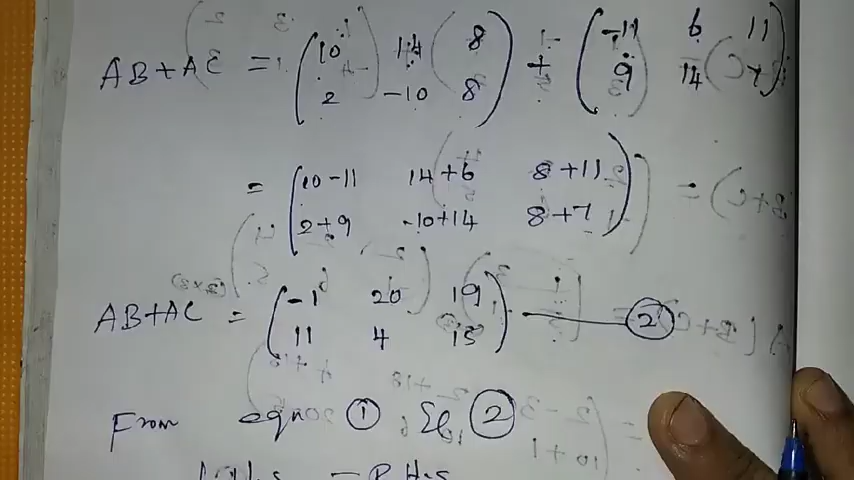 AB+AC = (10 14 8) + (-11 6 11)
(2 -10 8) (9 14 7)
= (10-11 14+6 8+11)
(2+9 -10+14 8+7)
AB+AC = (-1 20 19) ②
(11 4 15)
From eqn ① & ②